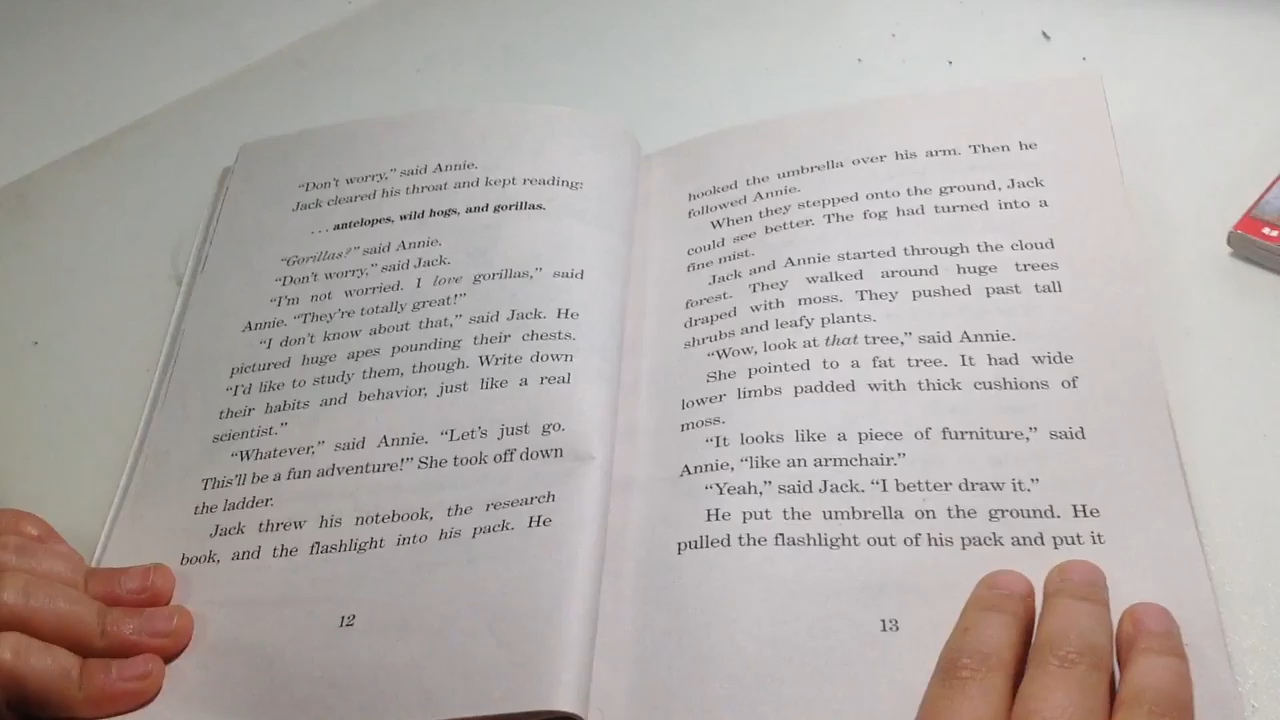 "Don't worry," said Annie.
Jack cleared his throat and kept reading:
. . . antelopes, wild hogs, and gorillas.
"Gorillas?" said Annie.
"Don't worry," said Jack.
"I'm not worried. I love gorillas," said
Annie. "They're totally great!"
"I don't know about that," said Jack. He
pictured huge apes pounding their chests.
"I'd like to study them, though. Write down
their habits and behavior, just like a real
scientist."
"Whatever," said Annie. "Let's just go.
This'll be a fun adventure!" She took off down
the ladder.
Jack threw his notebook, the research
book, and the flashlight into his pack. He
12
hooked the umbrella over his arm. Then he
followed Annie.
When they stepped onto the ground, Jack
could see better. The fog had turned into a
fine mist.
Jack and Annie started through the cloud
forest. They walked around huge trees
draped with moss. They pushed past tall
shrubs and leafy plants.
"Wow, look at that tree," said Annie.
She pointed to a fat tree. It had wide
lower limbs padded with thick cushions of
moss.
"It looks like a piece of furniture," said
Annie, "like an armchair."
"Yeah," said Jack. "I better draw it."
He put the umbrella on the ground. He
pulled the flashlight out of his pack and put it
13